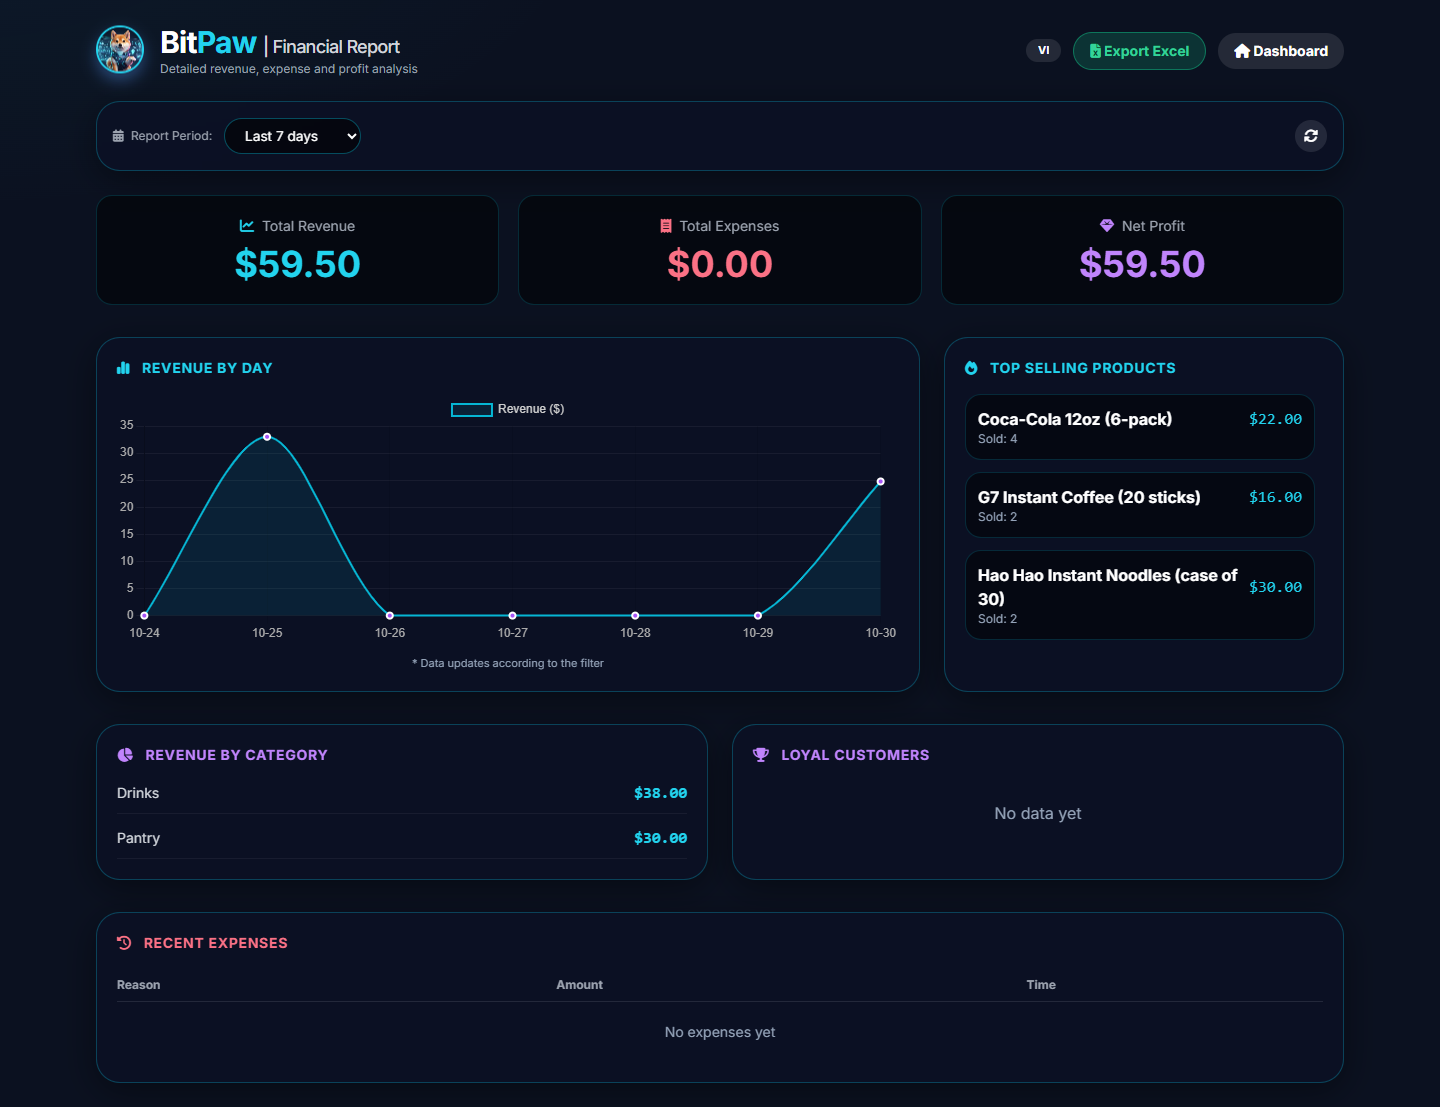 BitPaw | Financial Report
Detailed revenue, expense and profit analysis
VI
Export Excel
Dashboard
Report Period:
Last 7 days
Total Revenue
$59.50
Total Expenses
$0.00
Net Profit
$59.50
REVENUE BY DAY
Revenue ($)
35
30
25
20
15
10
5
0
10-24
10-25
10-26
10-27
10-28
10-29
10-30
* Data updates according to the filter
TOP SELLING PRODUCTS
Coca-Cola 12oz (6-pack)
$22.00
Sold: 4
G7 Instant Coffee (20 sticks)
$16.00
Sold: 2
Hao Hao Instant Noodles (case of
30)
$30.00
Sold: 2
REVENUE BY CATEGORY
Drinks
$38.00
Pantry
$30.00
LOYAL CUSTOMERS
No data yet
RECENT EXPENSES
Reason
Amount
Time
No expenses yet